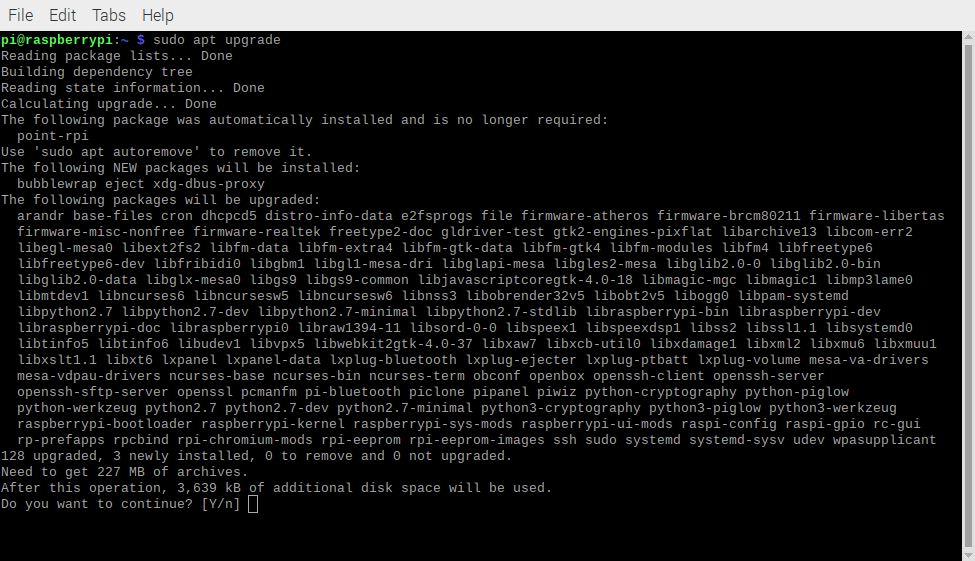 File Edit Tabs Help
pi@raspberrypi:~ $ sudo apt upgrade
Reading package lists... Done
Building dependency tree
Reading state information... Done
Calculating upgrade... Done
The following package was automatically installed and is no longer required:
  point-rpi
Use 'sudo apt autoremove' to remove it.
The following NEW packages will be installed:
  bubblewrap eject xdg-dbus-proxy
The following packages will be upgraded:
  arandr base-files cron dhcpcd5 distro-info-data e2fsprogs file firmware-atheros firmware-brcm80211 firmware-libertas
  firmware-misc-nonfree firmware-realtek freetype2-doc gldriver-test gtk2-engines-pixflat libarchive13 libcom-err2
  libegl-mesa0 libext2fs2 libfm-data libfm-extra4 libfm-gtk-data libfm-gtk4 libfm-modules libfm4 libfreetype6
  libfreetype6-dev libfribidi0 libgbm1 libgl1-mesa-dri libglapi-mesa libgles2-mesa libglib2.0-0 libglib2.0-bin
  libglib2.0-data libglx-mesa0 libgs9 libgs9-common libjavascriptcoregtk-4.0-18 libmagic-mgc libmagic1 libmp3lame0
  libmtdev1 libncurses6 libncursesw5 libncursesw6 libnss3 libobrender32v5 libobt2v5 libogg0 libpam-systemd
  libpython2.7 libpython2.7-dev libpython2.7-minimal libpython2.7-stdlib libraspberrypi-bin libraspberrypi-dev
  libraspberrypi-doc libraspberrypi0 libraw1394-11 libsord-0-0 libspeex1 libspeexdsp1 libss2 libssl1.1 libsystemd0
  libtinfo5 libtinfo6 libudev1 libvpx5 libwebkit2gtk-4.0-37 libxaw7 libxcb-util0 libxdamage1 libxml2 libxmu6 libxmuu1
  libxslt1.1 libxt6 lxpanel lxpanel-data lxplug-bluetooth lxplug-ejecter lxplug-ptbatt lxplug-volume mesa-va-drivers
  mesa-vdpau-drivers ncurses-base ncurses-bin ncurses-term obconf openbox openssh-client openssh-server
  openssh-sftp-server openssl pcmanfm pi-bluetooth piclone pipanel piwiz python-cryptography python-piglow
  python-werkzeug python2.7 python2.7-dev python2.7-minimal python3-cryptography python3-piglow python3-werkzeug
  raspberrypi-bootloader raspberrypi-kernel raspberrypi-sys-mods raspberrypi-ui-mods raspi-config raspi-gpio rc-gui
  rp-prefapps rpcbind rpi-chromium-mods rpi-eeprom rpi-eeprom-images ssh sudo systemd systemd-sysv udev wpasupplicant
128 upgraded, 3 newly installed, 0 to remove and 0 not upgraded.
Need to get 227 MB of archives.
After this operation, 3,639 kB of additional disk space will be used.
Do you want to continue? [Y/n]